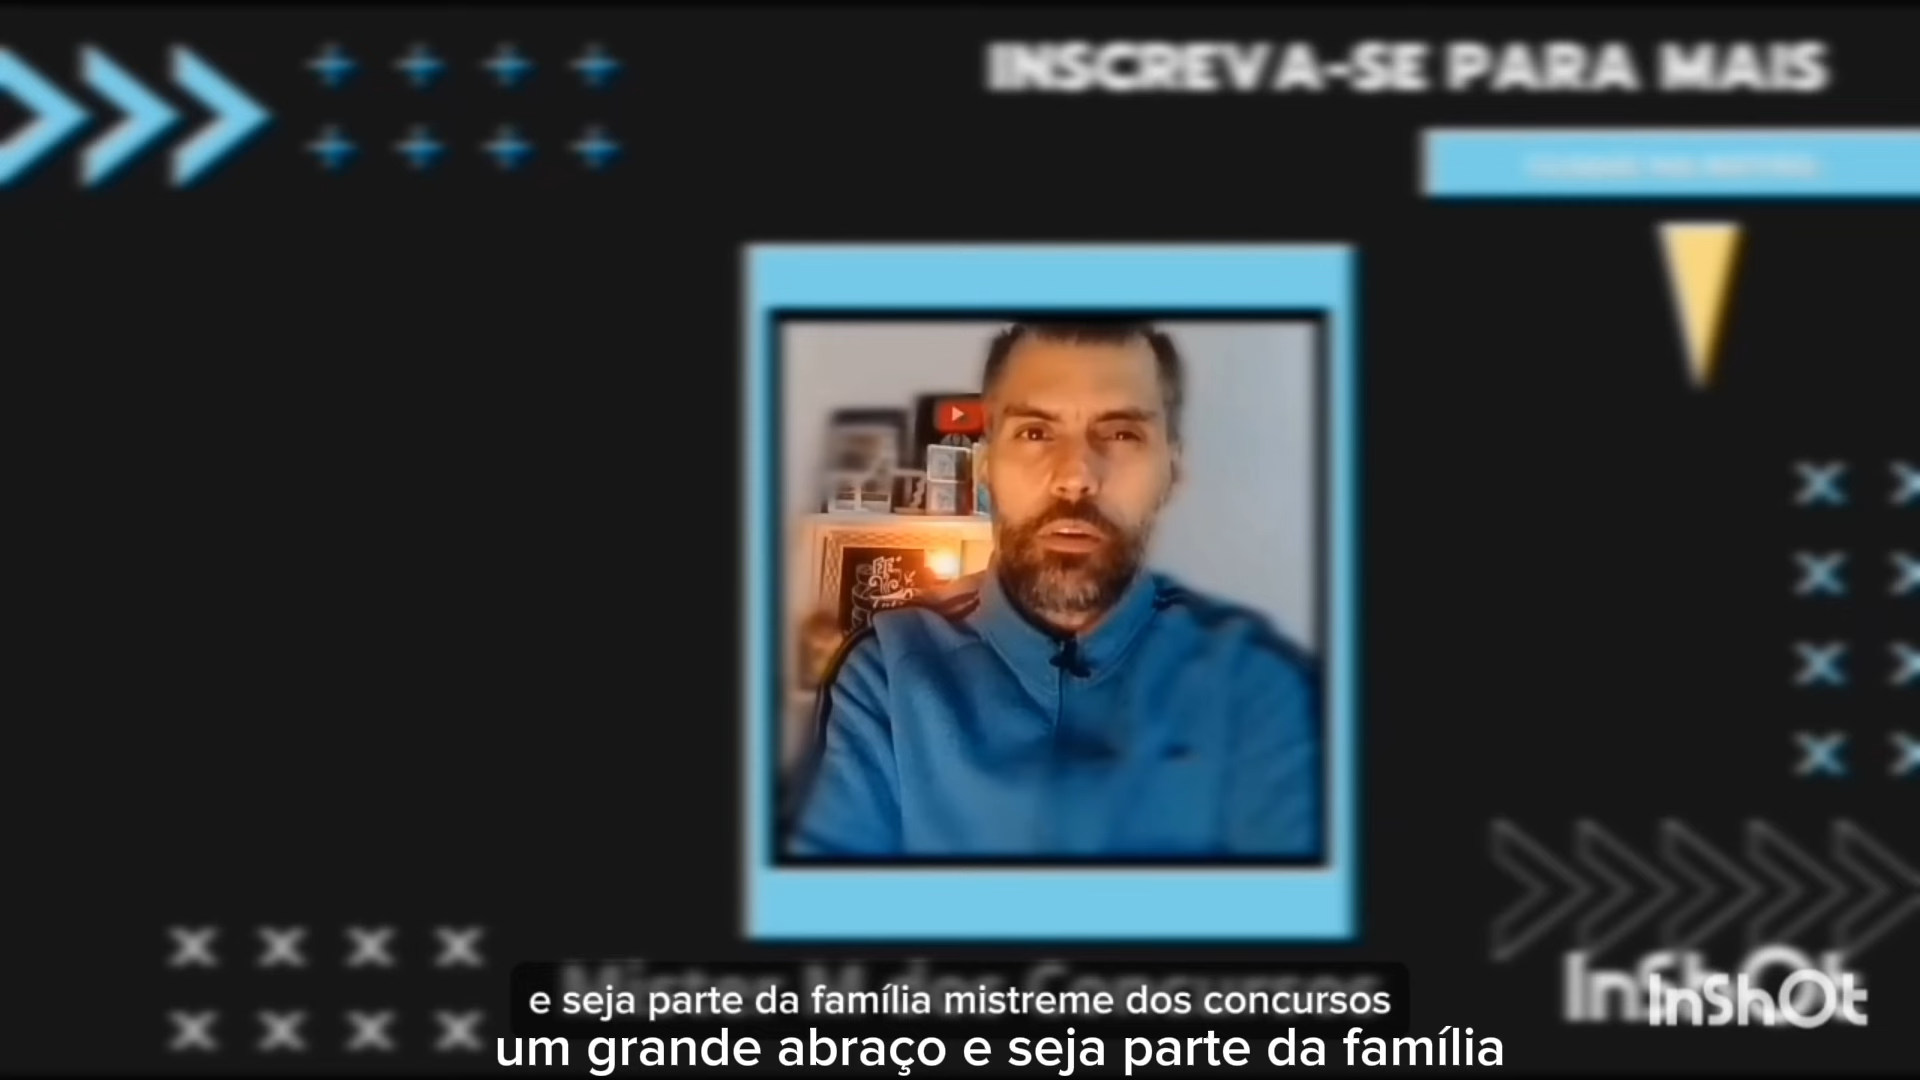 INSCREVA-SE PARA MAIS
e seja parte da família mistreme dos concursos
um grande abraço e seja parte da família
InShOt
InShOt